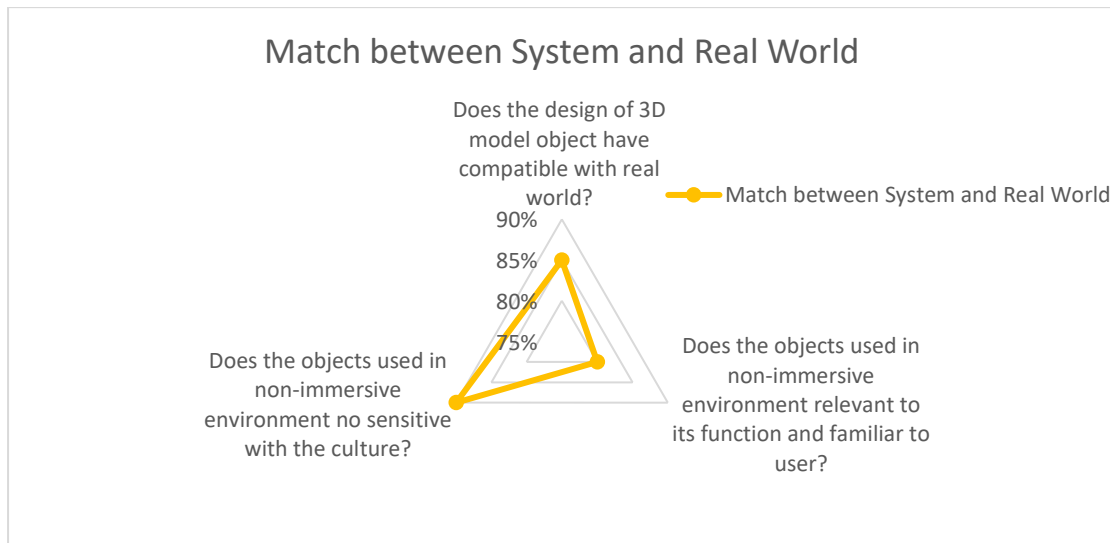 Match between System and Real World
Does the design of 3D
model object have
compatible with real
world?
Match between System and Real World
90%
85%
80%
75%
Does the objects used in
non-immersive
environment relevant to
its function and familiar to
user?
Does the objects used in
non-immersive
environment no sensitive
with the culture?